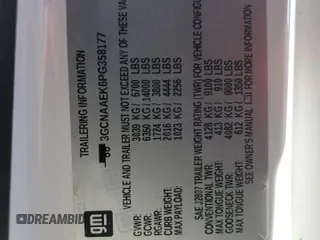 TRAILERING INFORMATION
3GCNAAEK6PG358177
VEHICLE AND TRAILER MUST NOT EXCEED ANY OF THESE VALUES
GVWR: 3039 KG/ 6700 LBS
GCWR: 6350 KG/ 14000 LBS
RGAWR: 1724 KG/ 3800 LBS
CURB WEIGHT: 2016 KG/ 4444 LBS
MAX PAYLOAD: 1023 KG/ 2256 LBS
SAE J2807 TRAILER WEIGHT RATING (TWR) FOR VEHICLE CONFIG
CONVENTIONAL TWR: 4128 KG/ 9100 LBS
MAX TONGUE WT: 413 KG/ 910 LBS
GOOSENECK TWR: 4082 KG/ 9000 LBS
MAX TONGUE WT: 612 KG/ 1350 LBS
SEE OWNER'S MANUAL FOR MORE INFORMATION
gm
DREAMBID